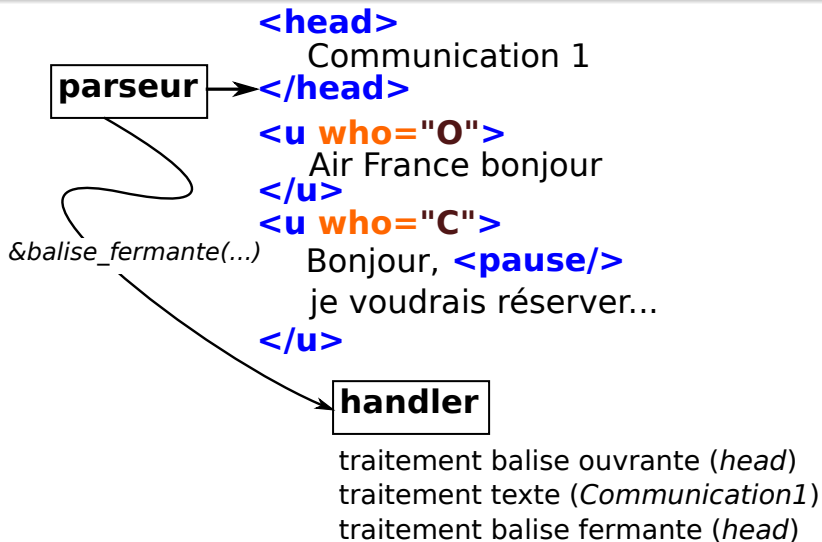 <head>
Communication 1
parseur
</head>
<u who="O">
Air France bonjour
</u>
<u who="C">
&balise_fermante(...)
Bonjour, <pause/>
je voudrais réserver...
</u>
handler
traitement balise ouvrante (head)
traitement texte (Communication1)
traitement balise fermante (head)